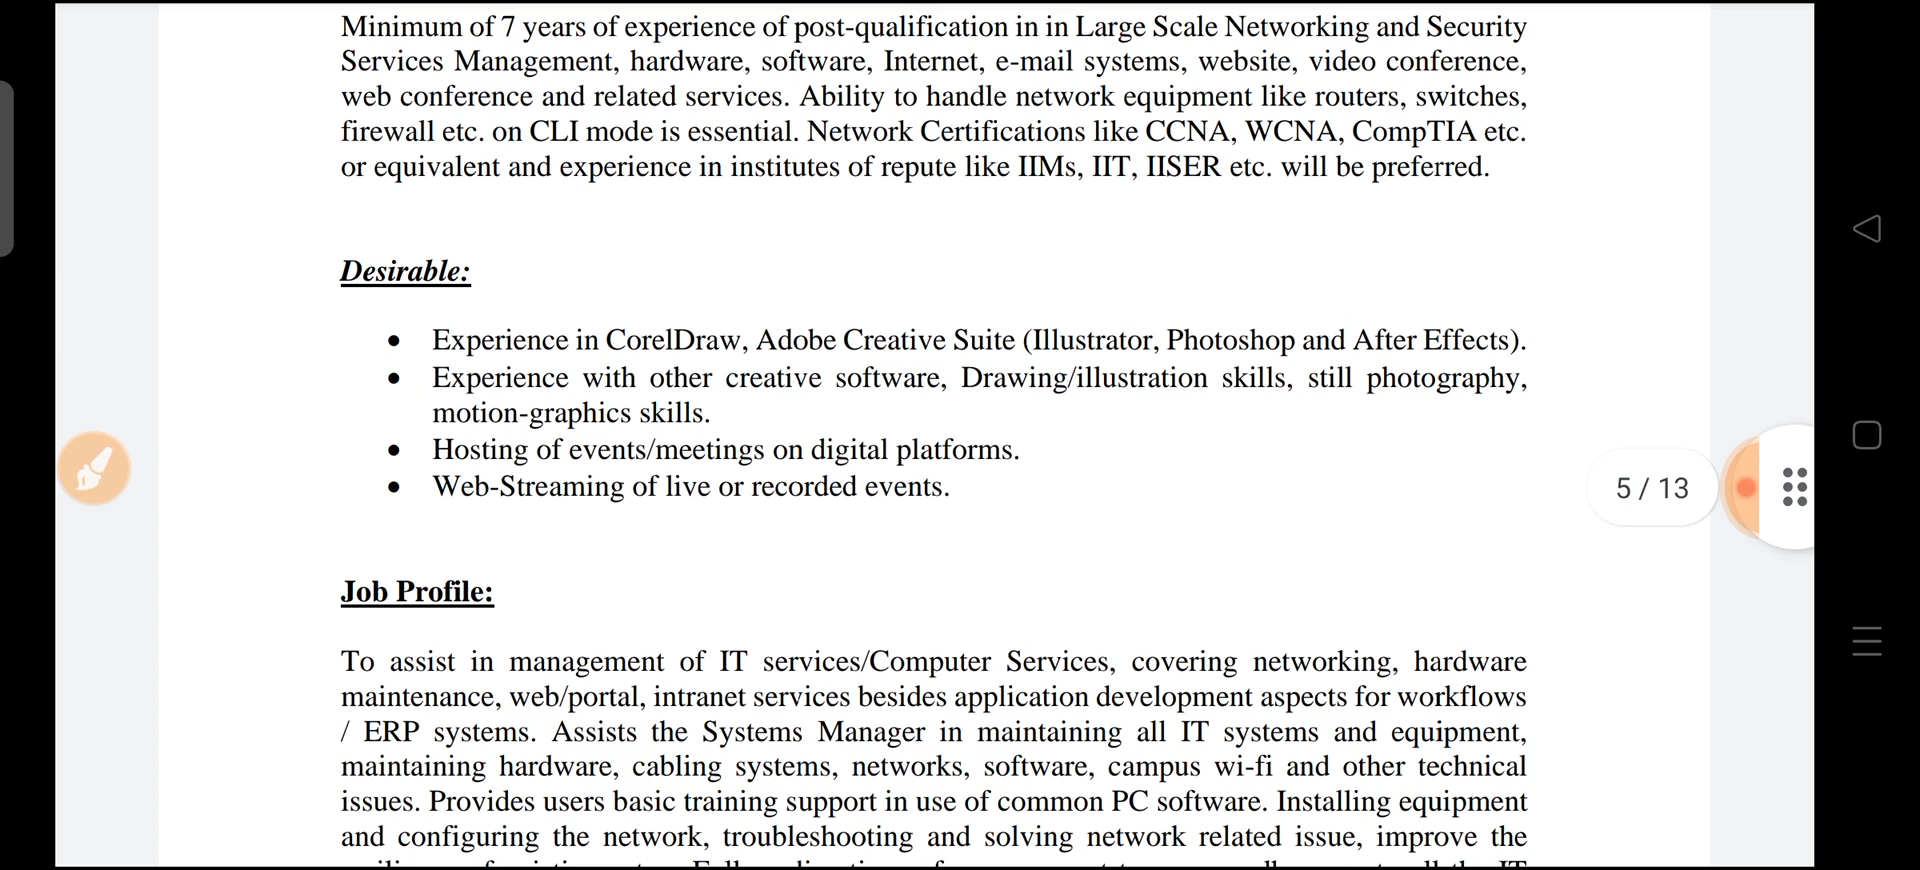 Minimum of 7 years of experience of post-qualification in in Large Scale Networking and Security
Services Management, hardware, software, Internet, e-mail systems, website, video conference,
web conference and related services. Ability to handle network equipment like routers, switches,
firewall etc. on CLI mode is essential. Network Certifications like CCNA, WCNA, CompTIA etc.
or equivalent and experience in institutes of repute like IIMs, IIT, IISER etc. will be preferred.
Desirable:
• Experience in CorelDraw, Adobe Creative Suite (Illustrator, Photoshop and After Effects).
• Experience with other creative software, Drawing/illustration skills, still photography,
motion-graphics skills.
• Hosting of events/meetings on digital platforms.
• Web-Streaming of live or recorded events.
5 / 13
Job Profile:
To assist in management of IT services/Computer Services, covering networking, hardware
maintenance, web/portal, intranet services besides application development aspects for workflows
/ ERP systems. Assists the Systems Manager in maintaining all IT systems and equipment,
maintaining hardware, cabling systems, networks, software, campus wi-fi and other technical
issues. Provides users basic training support in use of common PC software. Installing equipment
and configuring the network, troubleshooting and solving network related issue, improve the